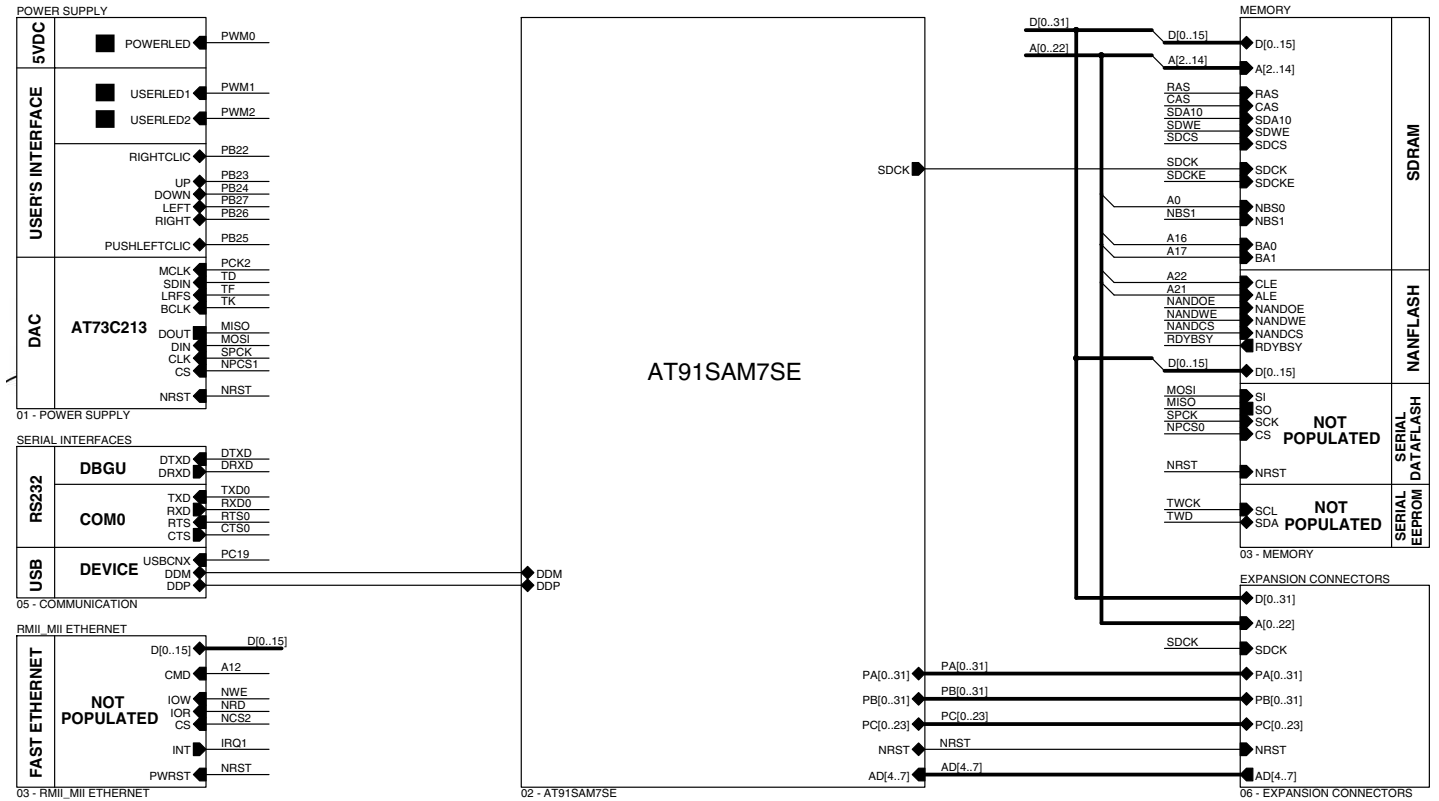 POWER SUPPLY
5VDC
POWERLED PWM0
USER'S INTERFACE
USERLED1 PWM1
USERLED2 PWM2
RIGHTCLIC PB22
UP PB23
DOWN PB24
LEFT PB27
RIGHT PB26
PUSHLEFTCLIC PB25
DAC
AT73C213
MCLK PCK2
SDIN TD
LRFS TF
BCLK TK
DOUT MISO
DIN MOSI
CLK SPCK
CS NPCS1
NRST NRST
01 - POWER SUPPLY
SERIAL INTERFACES
RS232
DBGU
DTXD DTXD
DRXD DRXD
COM0
TXD TXD0
RXD RXD0
RTS RTS0
CTS CTS0
USB
DEVICE
USBCNX PC19
DDM
DDP
05 - COMMUNICATION
RMII_MII ETHERNET
FAST ETHERNET
NOT
POPULATED
D[0..15] D[0..15]
CMD A12
IOW NWE
IOR NRD
CS NCS2
INT IRQ1
PWRST NRST
03 - RMII_MII ETHERNET
AT91SAM7SE
SDCK
DDM
DDP
PA[0..31] PA[0..31]
PB[0..31] PB[0..31]
PC[0..23] PC[0..23]
NRST NRST
AD[4..7] AD[4..7]
02 - AT91SAM7SE
D[0..31]
A[0..22]
MEMORY
D[0..15] D[0..15]
A[2..14] A[2..14]
RAS RAS
CAS CAS
SDA10 SDA10
SDWE SDWE
SDCS SDCS
SDCK SDCK
SDCKE SDCKE
A0 NBS0
NBS1 NBS1
A16 BA0
A17 BA1
SDRAM
A22 CLE
A21 ALE
NANDOE NANDOE
NANDWE NANDWE
NANDCS NANDCS
RDYBSY RDYBSY
D[0..15] D[0..15]
NANFLASH
MOSI SI
MISO SO
SPCK SCK
NPCS0 CS
NRST NRST
NOT
POPULATED
SERIAL
DATAFLASH
TWCK SCL
TWD SDA
NOT
POPULATED
SERIAL
EEPROM
03 - MEMORY
EXPANSION CONNECTORS
D[0..31]
A[0..22]
SDCK SDCK
PA[0..31]
PB[0..31]
PC[0..23]
NRST
AD[4..7]
06 - EXPANSION CONNECTORS